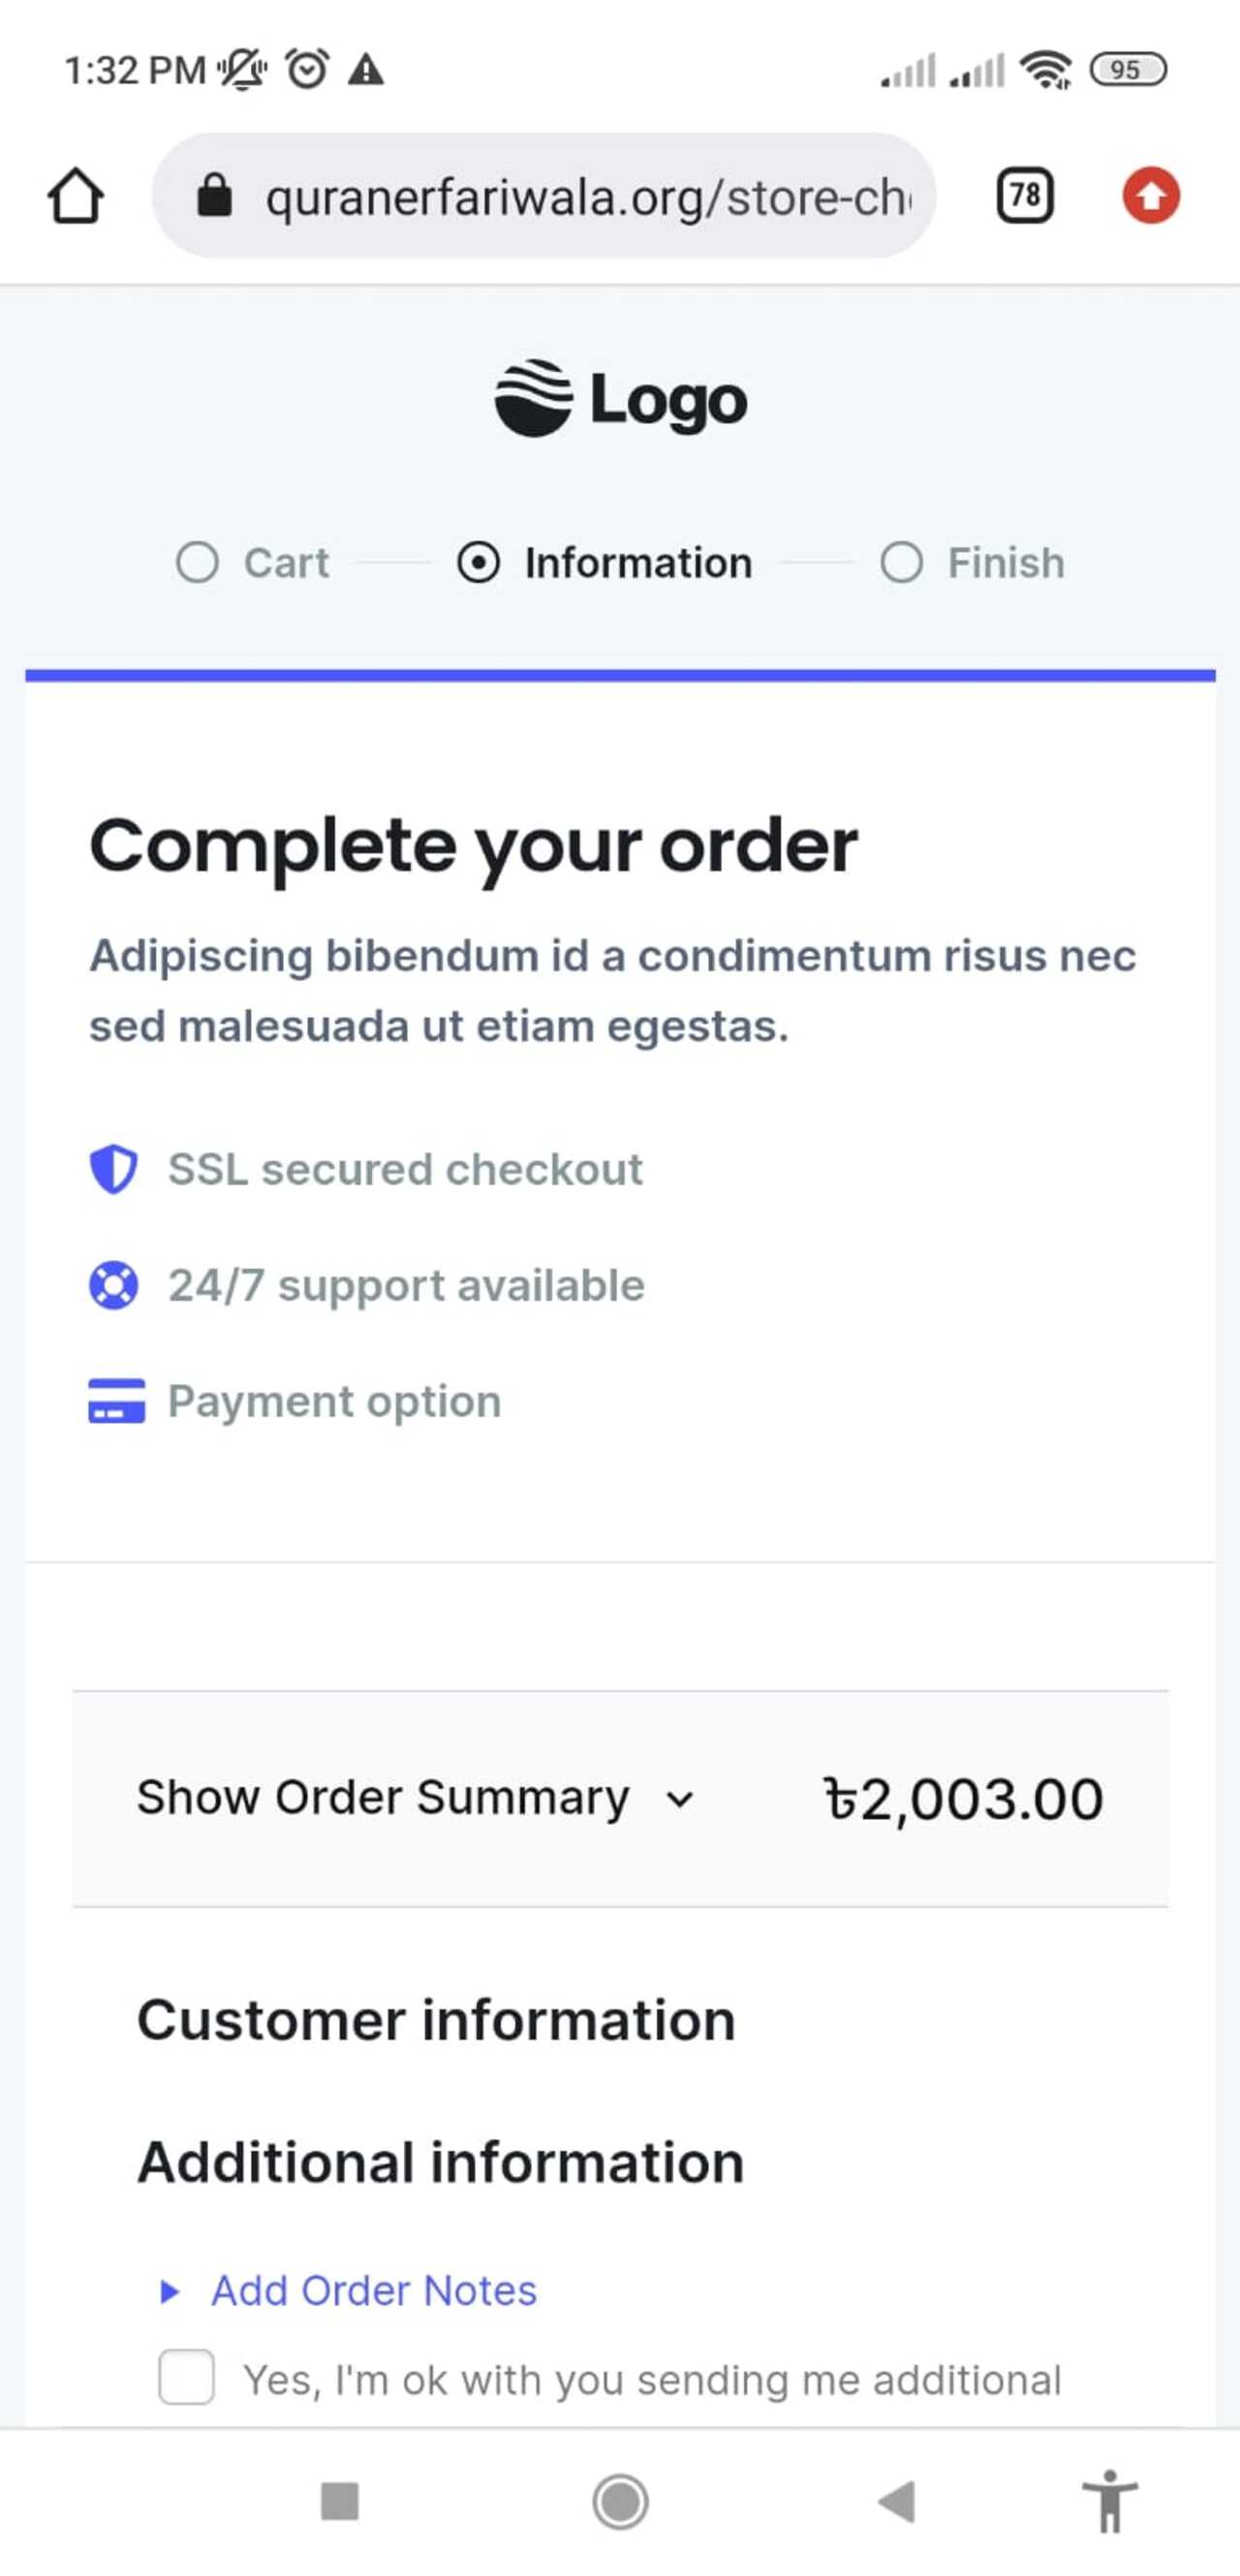 1:32 PM
95
quranerfariwala.org/store-ch
78
Logo
Cart
Information
Finish
Complete your order
Adipiscing bibendum id a condimentum risus nec
sed malesuada ut etiam egestas.
SSL secured checkout
24/7 support available
Payment option
Show Order Summary ৳2,003.00
Customer information
Additional information
Add Order Notes
Yes, I'm ok with you sending me additional